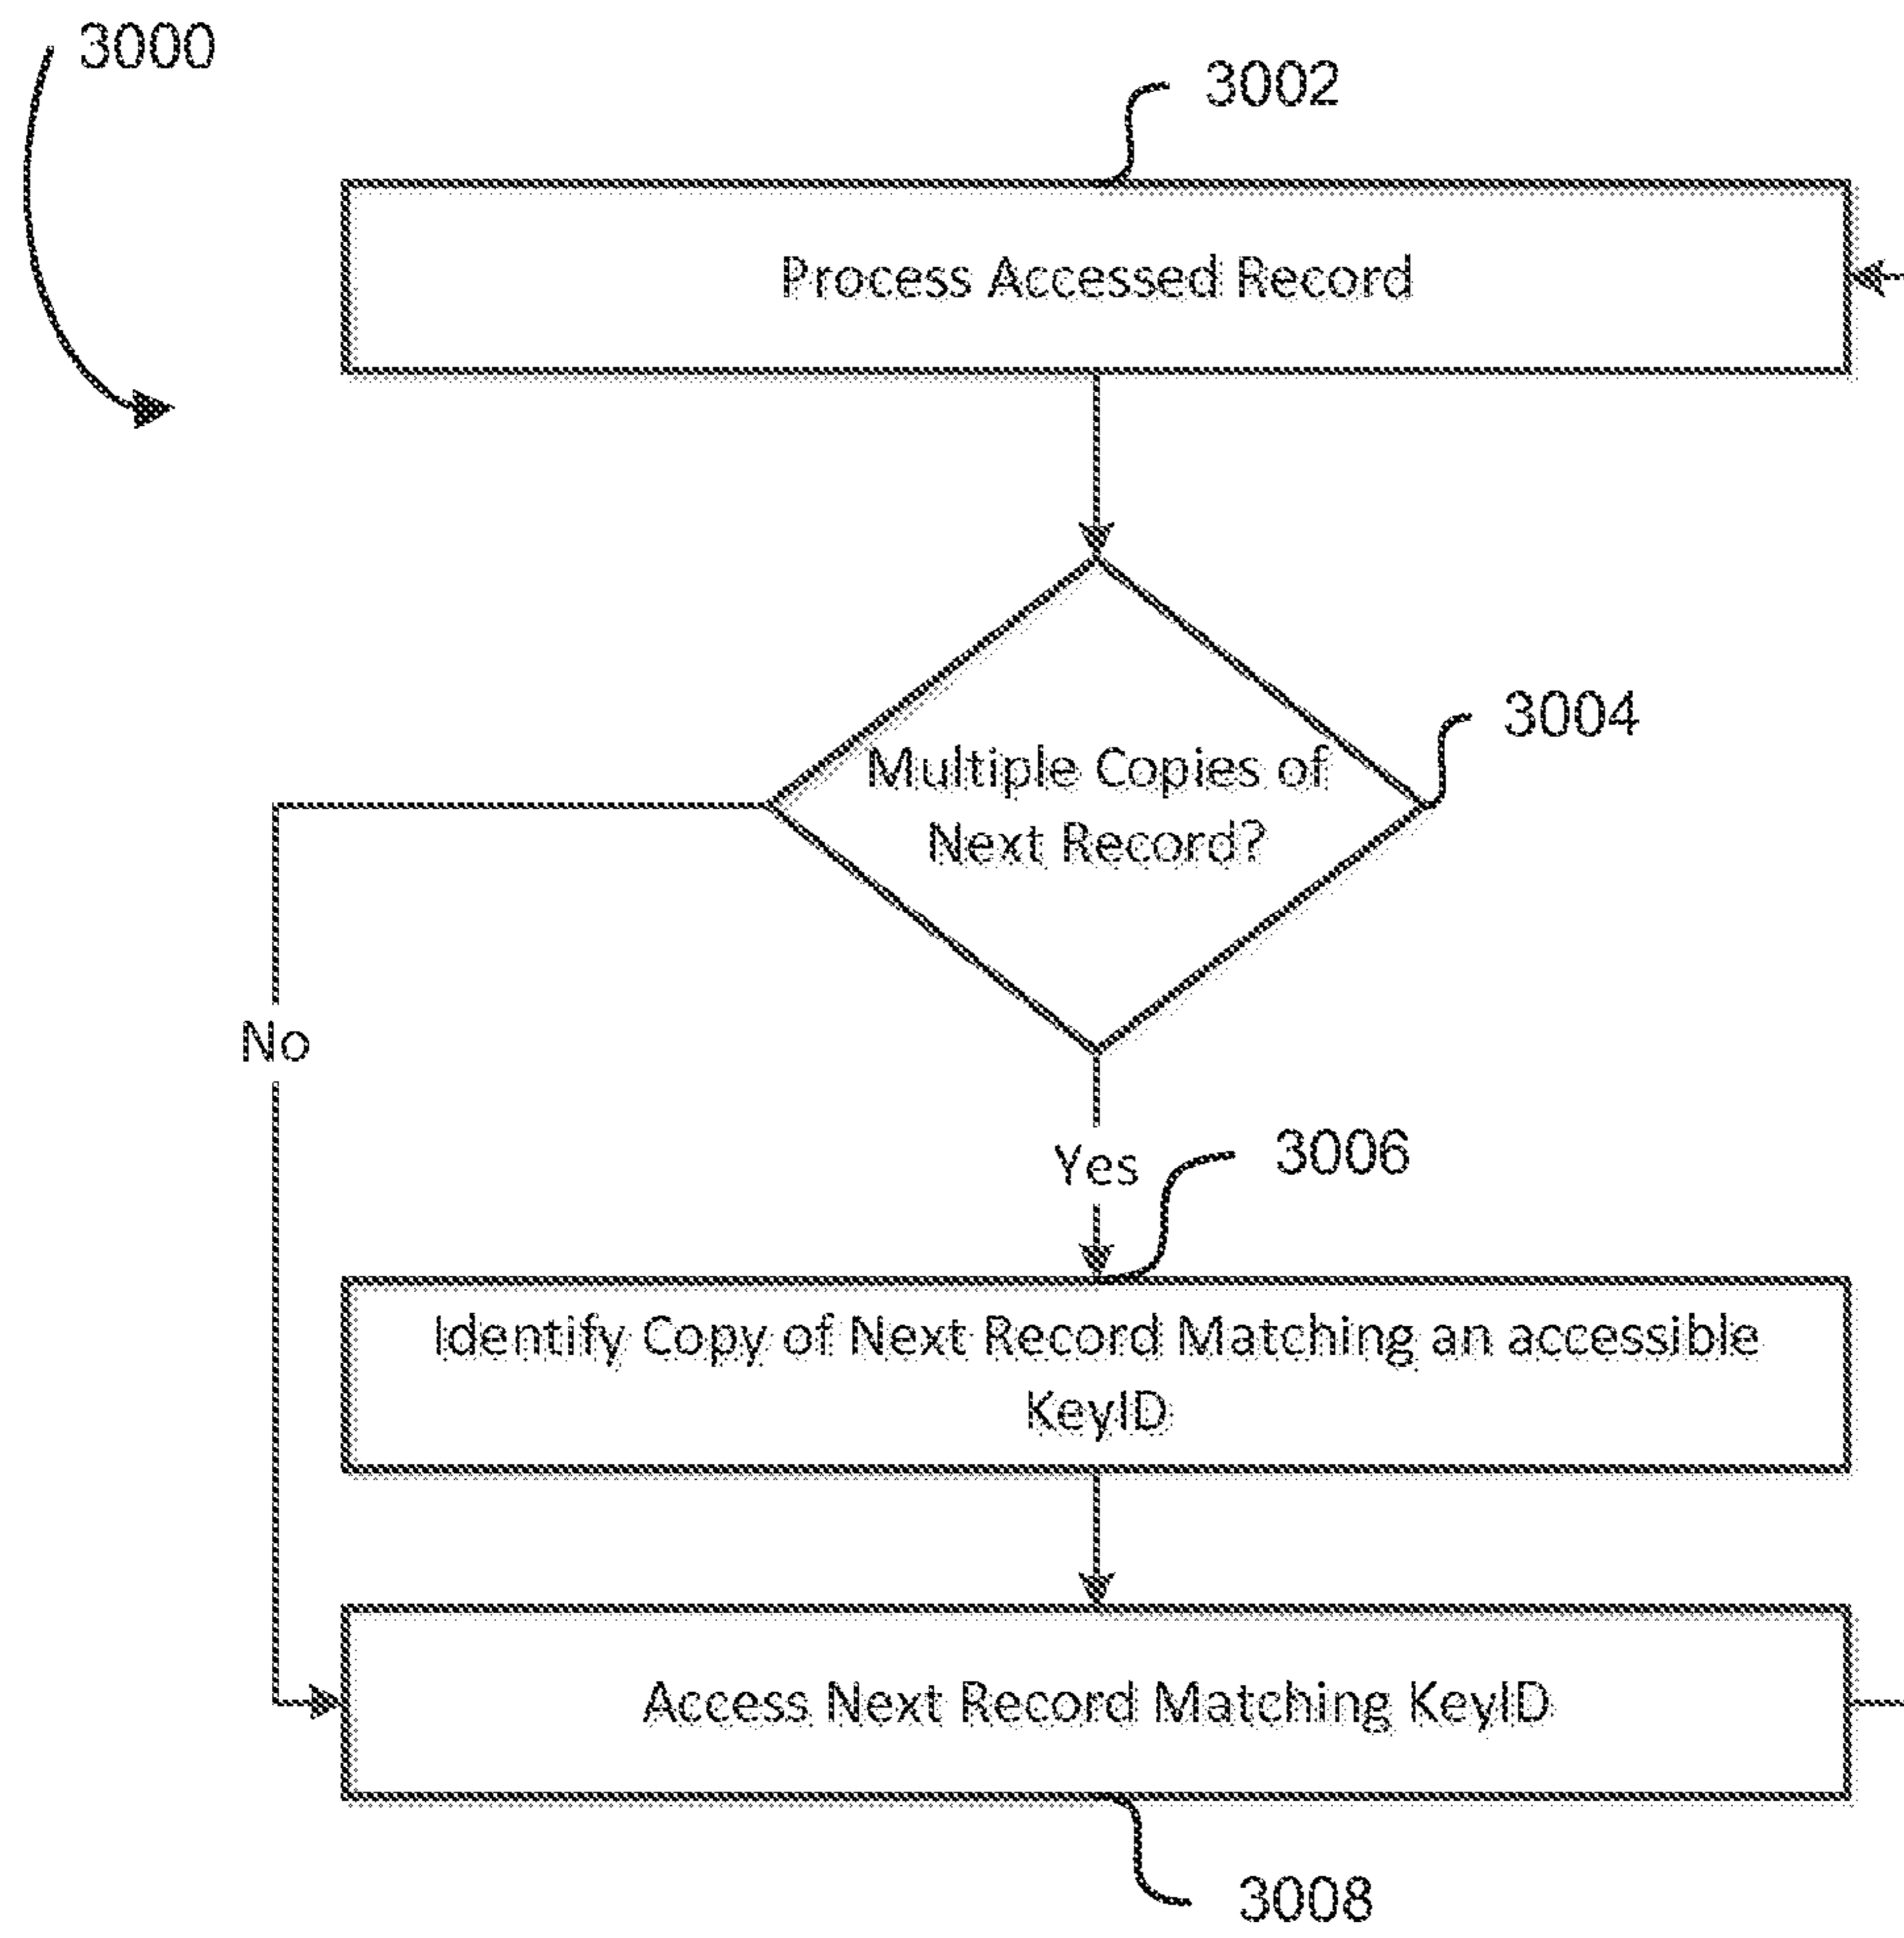 3000
3002
Process Accessed Record
3004
Multiple Copies of
Next Record?
No
Yes
3006
Identify Copy of Next Record Matching an accessible
KeyID
Access Next Record Matching KeyID
3008